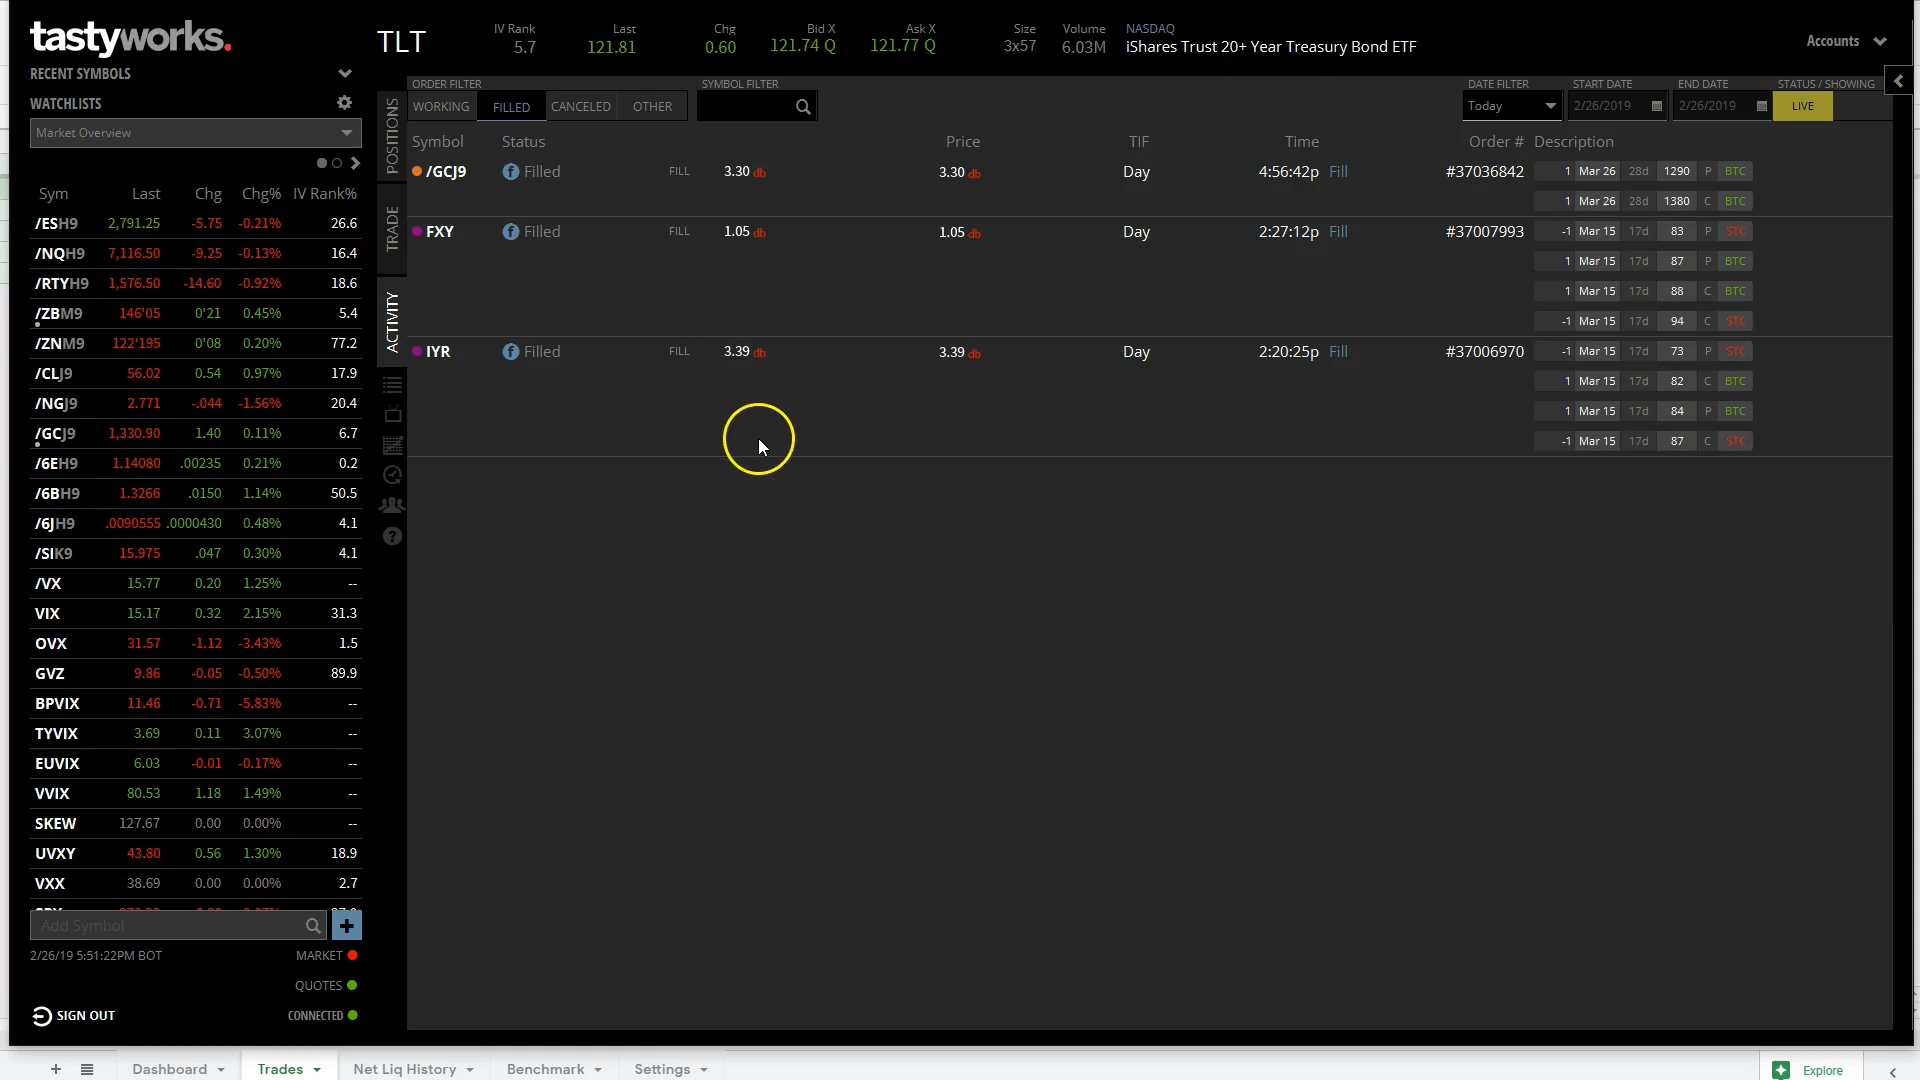 tastyworks.
TLT
IV Rank Last Chg Bid X Ask X Size Volume NASDAQ
5.7 121.81 0.60 121.74 Q 121.77 Q 3x57 6.03M iShares Trust 20+ Year Treasury Bond ETF
Accounts
RECENT SYMBOLS
WATCHLISTS
Market Overview
Sym Last Chg Chg% IV Rank%
/ESH9 2,791.25 -5.75 -0.21% 26.6
/NQH9 7,116.50 -9.25 -0.13% 16.4
/RTYH9 1,576.50 -14.60 -0.92% 18.6
/ZBM9 146'05 0'21 0.45% 5.4
/ZNM9 122'195 0'08 0.20% 77.2
/CLJ9 56.02 0.54 0.97% 17.9
/NGJ9 2.771 -.044 -1.56% 20.4
/GCJ9 1,330.90 1.40 0.11% 6.7
/6EH9 1.14080 .00235 0.21% 0.2
/6BH9 1.3266 .0150 1.14% 50.5
/6JH9 .0090555 .0000430 0.48% 4.1
/SIK9 15.975 .047 0.30% 4.1
/VX 15.77 0.20 1.25% --
VIX 15.17 0.32 2.15% 31.3
OVX 31.57 -1.12 -3.43% 1.5
GVZ 9.86 -0.05 -0.50% 89.9
BPVIX 11.46 -0.71 -5.83% --
TYVIX 3.69 0.11 3.07% --
EUVIX 6.03 -0.01 -0.17% --
VVIX 80.53 1.18 1.49% --
SKEW 127.67 0.00 0.00% --
UVXY 43.80 0.56 1.30% 18.9
VXX 38.69 0.00 0.00% 2.7
Add Symbol
2/26/19 5:51:22PM BOT MARKET
QUOTES
SIGN OUT CONNECTED
POSITIONS
TRADE
ACTIVITY
ORDER FILTER SYMBOL FILTER DATE FILTER START DATE END DATE STATUS / SHOWING
WORKING FILLED CANCELED OTHER Today 2/26/2019 2/26/2019 LIVE
Symbol Status Price TIF Time Order # Description
/GCJ9 f Filled FILL 3.30 db 3.30 db Day 4:56:42p Fill #37036842 1 Mar 26 28d 1290 P BTC
1 Mar 26 28d 1380 C BTC
FXY f Filled FILL 1.05 db 1.05 db Day 2:27:12p Fill #37007993 -1 Mar 15 17d 83 P STC
1 Mar 15 17d 87 P BTC
1 Mar 15 17d 88 C BTC
-1 Mar 15 17d 94 C STC
IYR f Filled FILL 3.39 db 3.39 db Day 2:20:25p Fill #37006970 -1 Mar 15 17d 73 P STC
1 Mar 15 17d 82 C BTC
1 Mar 15 17d 84 P BTC
-1 Mar 15 17d 87 C STC
Dashboard Trades Net Liq History Benchmark Settings Explore